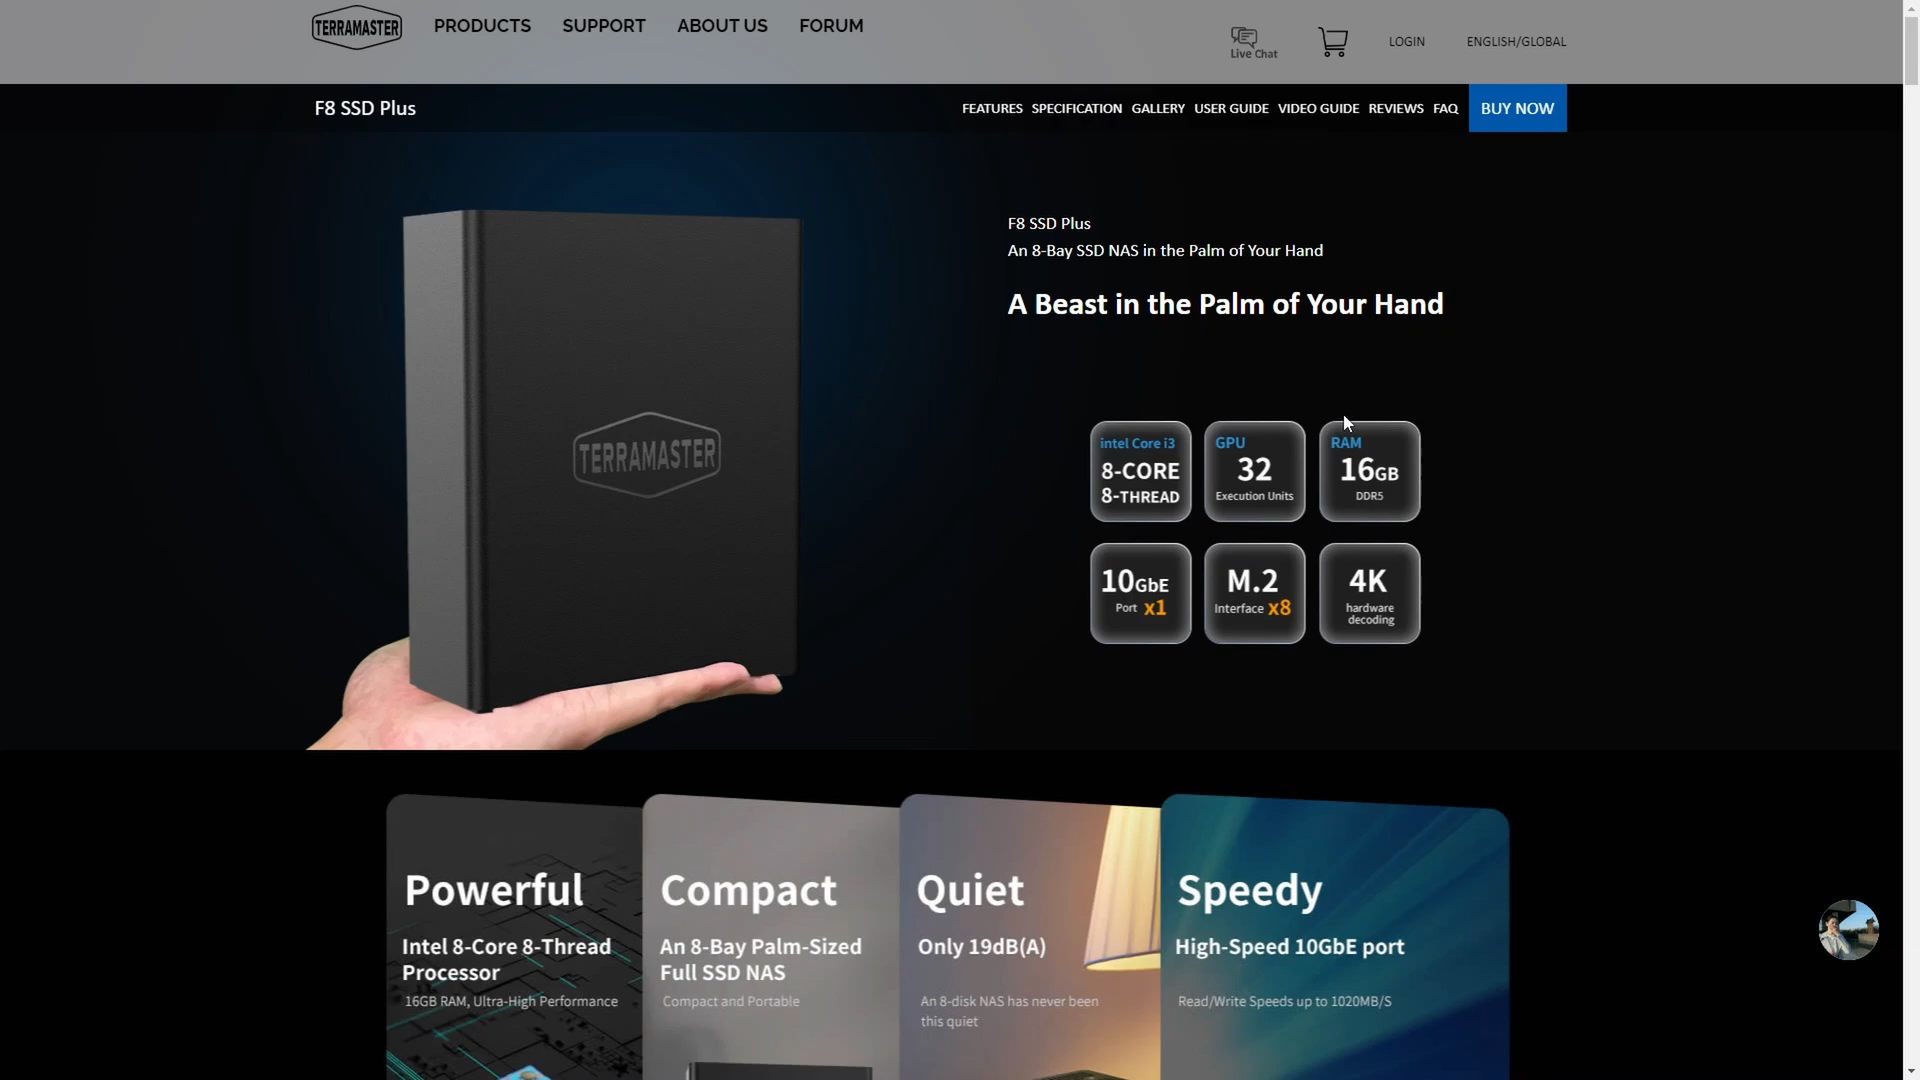 TERRAMASTER
PRODUCTS SUPPORT ABOUT US FORUM
Live Chat
LOGIN
ENGLISH/GLOBAL
F8 SSD Plus
FEATURES SPECIFICATION GALLERY USER GUIDE VIDEO GUIDE REVIEWS FAQ BUY NOW
F8 SSD Plus
An 8-Bay SSD NAS in the Palm of Your Hand
A Beast in the Palm of Your Hand
TERRAMASTER
intel Core i3
8-CORE
8-THREAD
GPU
32
Execution Units
RAM
16GB
DDR5
10GbE
Port x1
M.2
Interface x8
4K
hardware
decoding
Powerful
Intel 8-Core 8-Thread
Processor
16GB RAM, Ultra-High Performance
Compact
An 8-Bay Palm-Sized
Full SSD NAS
Compact and Portable
Quiet
Only 19dB(A)
An 8-disk NAS has never been
this quiet
Speedy
High-Speed 10GbE port
Read/Write Speeds up to 1020MB/S